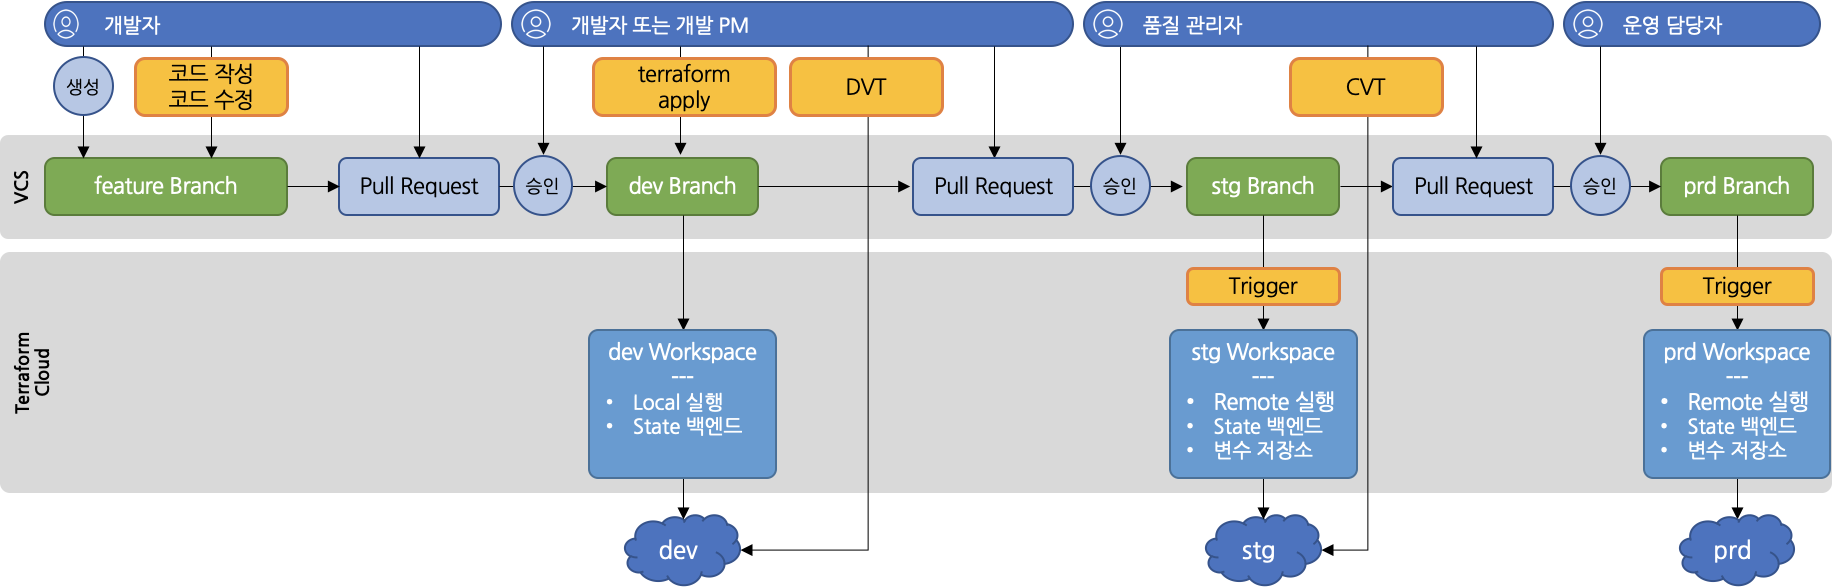 개발자
개발자 또는 개발 PM
품질 관리자
운영 담당자
생성
코드 작성
코드 수정
terraform
apply
DVT
CVT
VCS
feature Branch
Pull Request
승인
dev Branch
Pull Request
승인
stg Branch
Pull Request
승인
prd Branch
Terraform
Cloud
Trigger
Trigger
dev Workspace
---
• Local 실행
• State 백엔드
stg Workspace
---
• Remote 실행
• State 백엔드
• 변수 저장소
prd Workspace
---
• Remote 실행
• State 백엔드
• 변수 저장소
dev
stg
prd